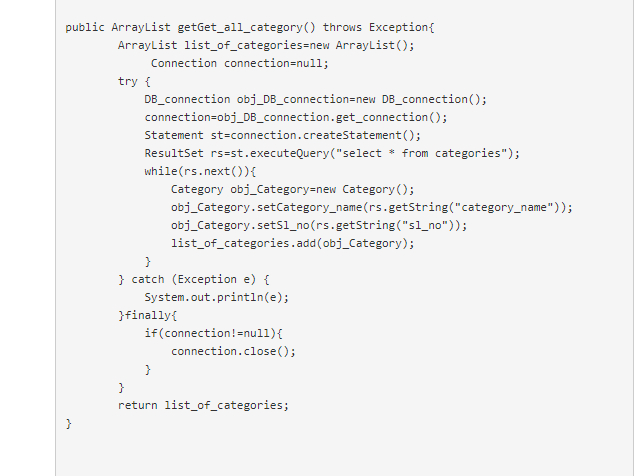 public ArrayList getGet_all_category() throws Exception{
        ArrayList list_of_categories=new ArrayList();
             Connection connection=null;
        try {
            DB_connection obj_DB_connection=new DB_connection();
            connection=obj_DB_connection.get_connection();
            Statement st=connection.createStatement();
            ResultSet rs=st.executeQuery("select * from categories");
            while(rs.next()){
                Category obj_Category=new Category();
                obj_Category.setCategory_name(rs.getString("category_name"));
                obj_Category.setSl_no(rs.getString("sl_no"));
                list_of_categories.add(obj_Category);
            }
        } catch (Exception e) {
            System.out.println(e);
        }finally{
            if(connection!=null){
                connection.close();
            }
        }
        return list_of_categories;
}